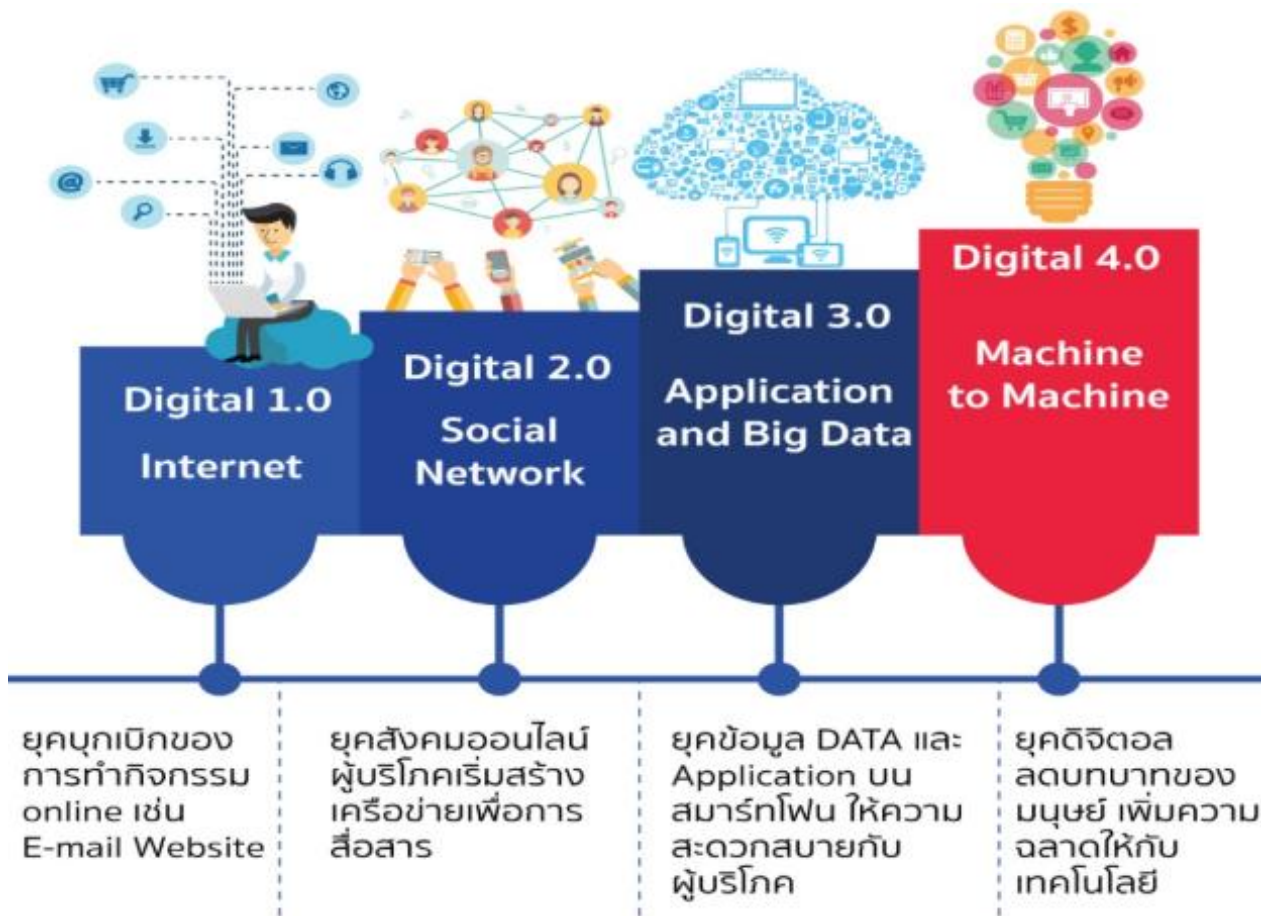 Digital 1.0
Internet
Digital 2.0
Social
Network
Digital 3.0
Application
and Big Data
Digital 4.0
Machine
to Machine
ยุคบุกเบิกของ
การทำกิจกรรม
online เช่น
E-mail Website
ยุคสังคมออนไลน์
ผู้บริโภคเริ่มสร้าง
เครือข่ายเพื่อการ
สื่อสาร
ยุคข้อมูล DATA และ
Application บน
สมาร์ทโฟน ให้ความ
สะดวกสบายกับ
ผู้บริโภค
ยุคดิจิตอล
ลดบทบาทของ
มนุษย์ เพิ่มความ
ฉลาดให้กับ
เทคโนโลยี